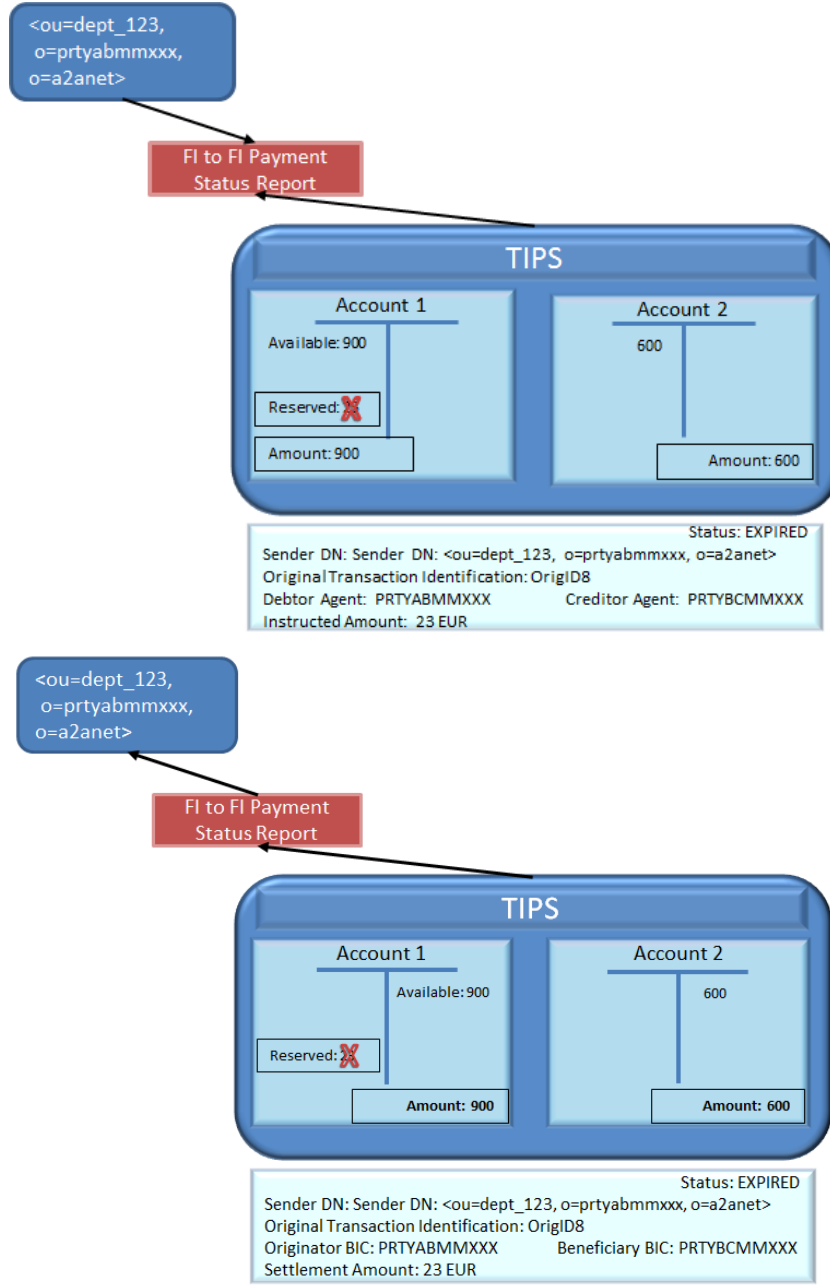 <ou=dept_123,
o=prtyabmmxxx,
o=a2anet>
FI to FI Payment
Status Report
TIPS
Account 1
Available: 900
Reserved:
Amount: 900
Account 2
600
Amount: 600
Status: EXPIRED
Sender DN: Sender DN: <ou=dept_123, o=prtyabmmxxx, o=a2anet>
Original Transaction Identification: OrigID8
Debtor Agent: PRTYABMMXXX Creditor Agent: PRTYBCMMXXX
Instructed Amount: 23 EUR
<ou=dept_123,
o=prtyabmmxxx,
o=a2anet>
FI to FI Payment
Status Report
TIPS
Account 1
Available: 900
Reserved: 23
Amount: 900
Account 2
600
Amount: 600
Status: EXPIRED
Sender DN: Sender DN: <ou=dept_123, o=prtyabmmxxx, o=a2anet>
Original Transaction Identification: OrigID8
Originator BIC: PRTYABMMXXX Beneficiary BIC: PRTYBCMMXXX
Settlement Amount: 23 EUR